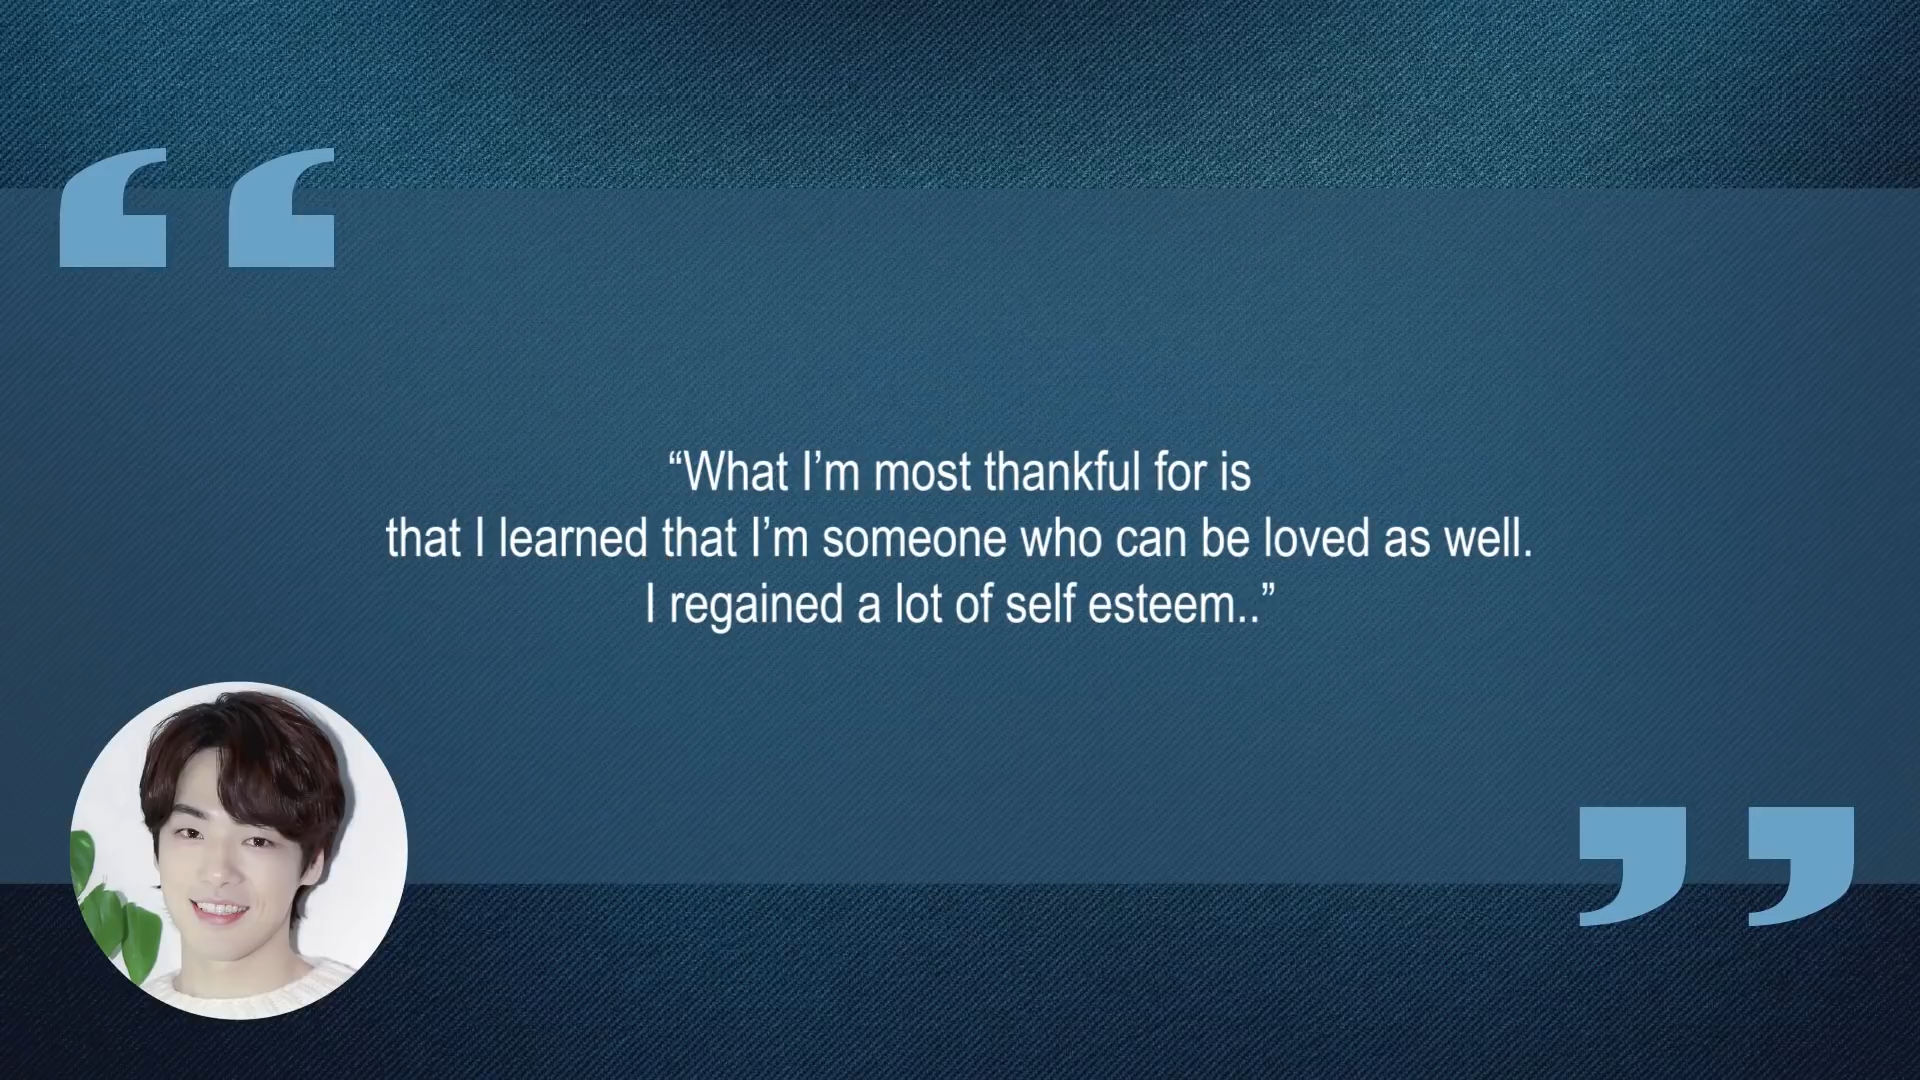 “What I’m most thankful for is
that I learned that I’m someone who can be loved as well.
I regained a lot of self esteem..”